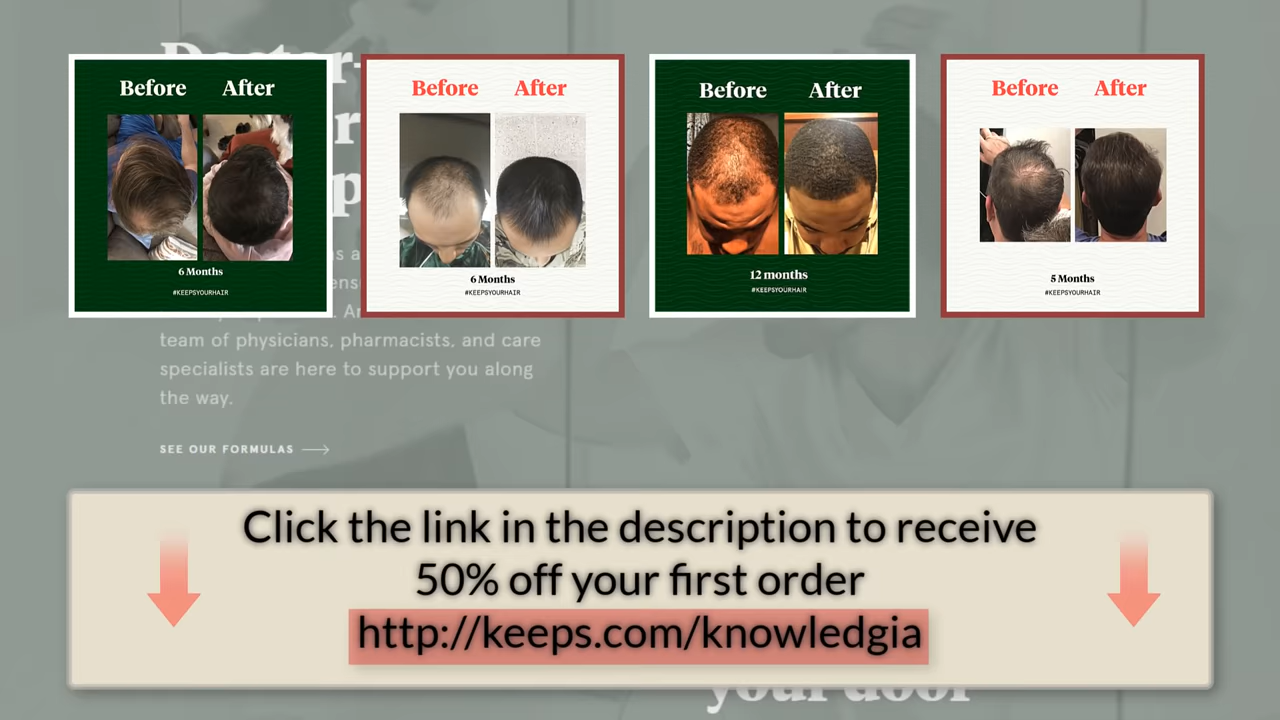 Before After
6 Months
#KEEPSYOURHAIR
Before After
6 Months
#KEEPSYOURHAIR
Before After
12 months
#KEEPSYOURHAIR
Before After
5 Months
#KEEPSYOURHAIR
team of physicians, pharmacists, and care
specialists are here to support you along
the way.
SEE OUR FORMULAS
Click the link in the description to receive
50% off your first order
http://keeps.com/knowledgia
your door